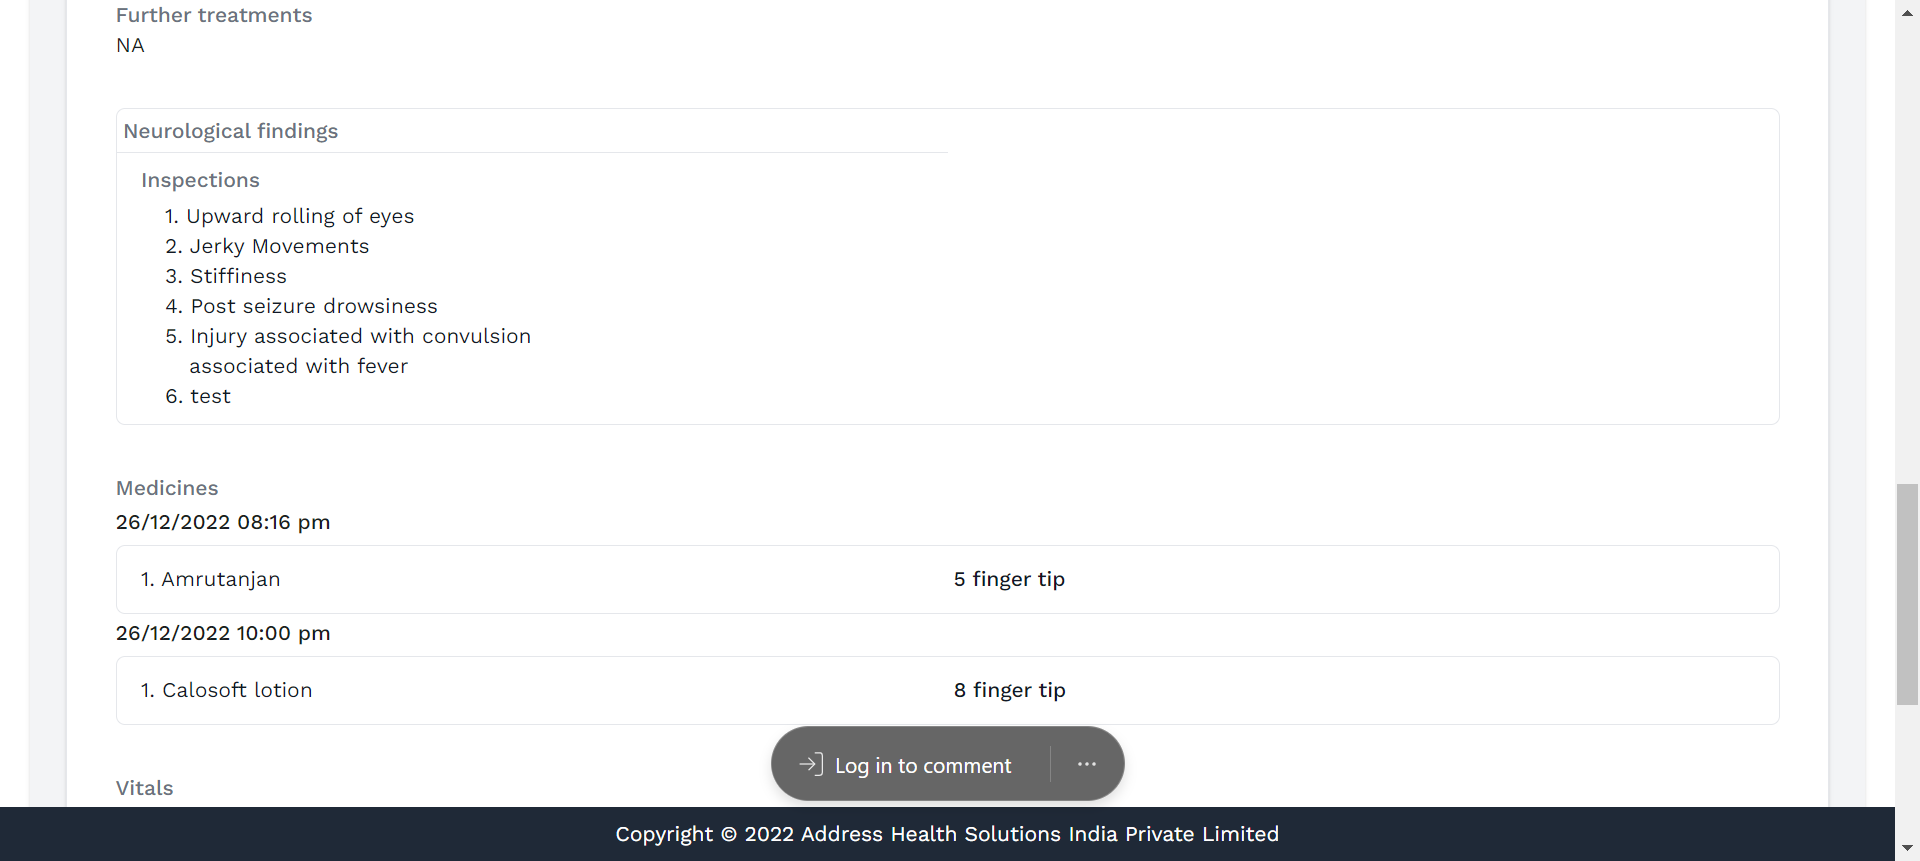 Further treatments
NA
Neurological findings
Inspections
1. Upward rolling of eyes
2. Jerky Movements
3. Stiffiness
4. Post seizure drowsiness
5. Injury associated with convulsion
associated with fever
6. test
Medicines
26/12/2022 08:16 pm
1. Amrutanjan 5 finger tip
26/12/2022 10:00 pm
1. Calosoft lotion 8 finger tip
Log in to comment
Vitals
Copyright © 2022 Address Health Solutions India Private Limited